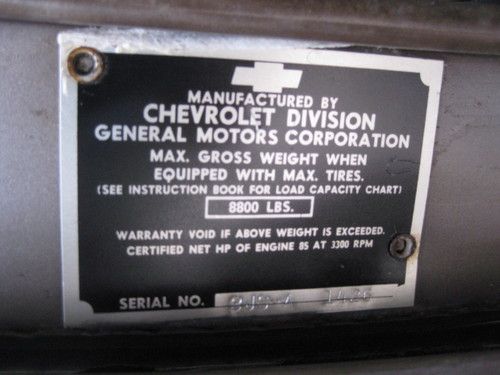 MANUFACTURED BY
CHEVROLET DIVISION
GENERAL MOTORS CORPORATION
MAX. GROSS WEIGHT WHEN
EQUIPPED WITH MAX. TIRES.
(SEE INSTRUCTION BOOK FOR LOAD CAPACITY CHART)
8800 LBS.
WARRANTY VOID IF ABOVE WEIGHT IS EXCEEDED.
CERTIFIED NET HP OF ENGINE 85 AT 3300 RPM
SERIAL NO.